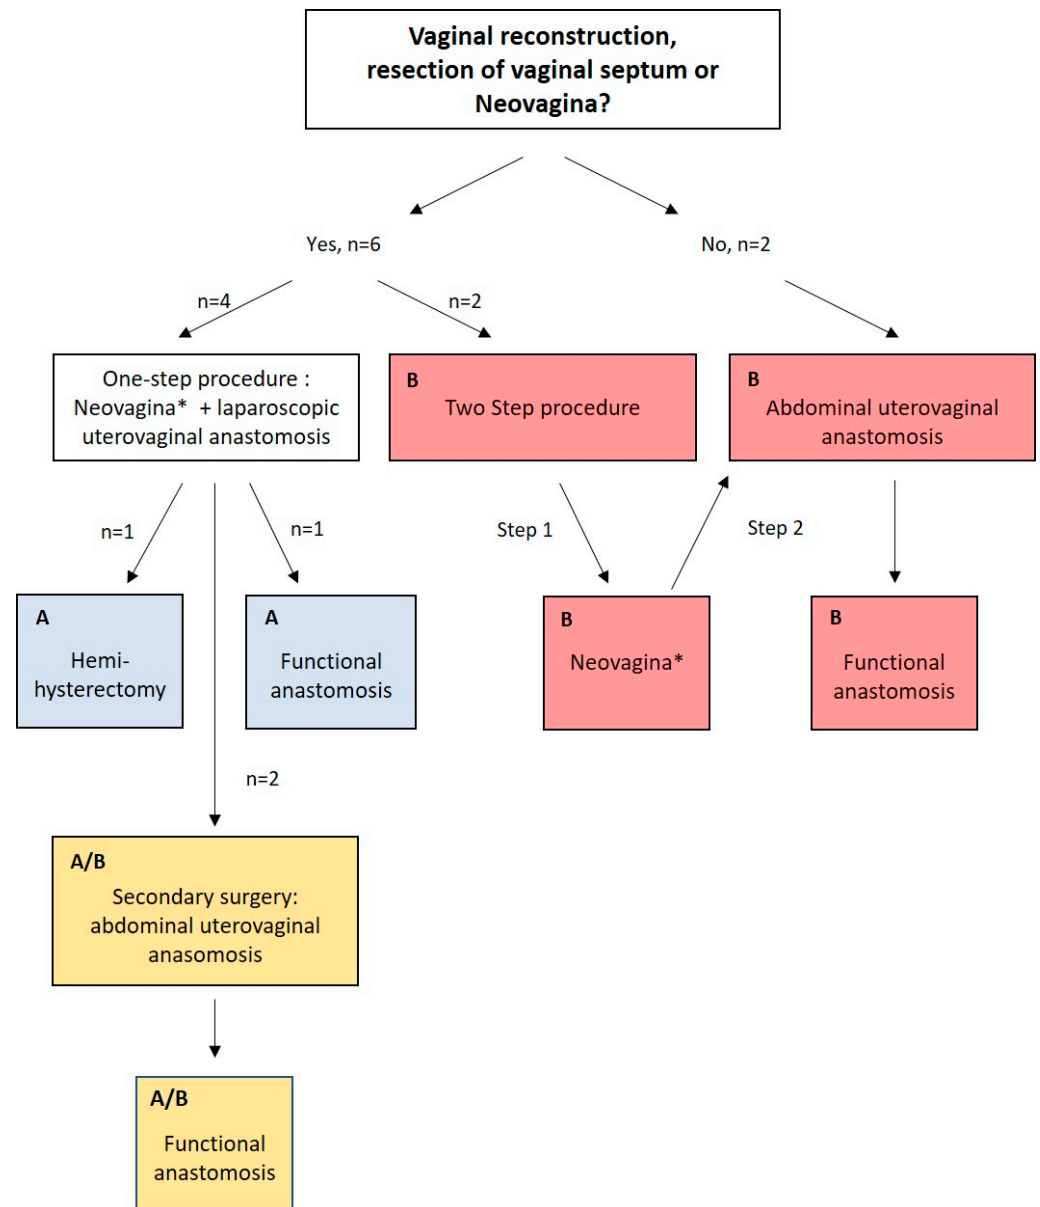 Vaginal reconstruction,
resection of vaginal septum or
Neovagina?
Yes, n=6
No, n=2
n=4
n=2
One-step procedure :
Neovagina* + laparoscopic
uterovaginal anastomosis
B
Two Step procedure
B
Abdominal uterovaginal
anastomosis
n=1
n=1
Step 1
Step 2
A
Hemi-
hysterectomy
A
Functional
anastomosis
B
Neovagina*
B
Functional
anastomosis
n=2
A/B
Secondary surgery:
abdominal uterovaginal
anasomosis
A/B
Functional
anastomosis